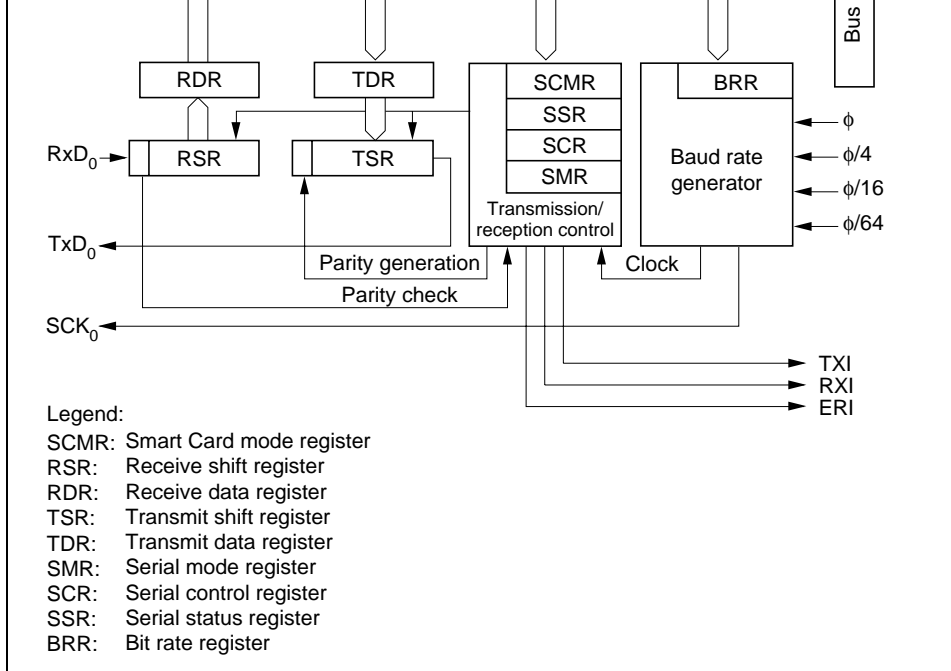 Bus
RDR
TDR
SCMR
BRR
SSR
ϕ
RxD0
RSR
TSR
SCR
Baud rate
generator
ϕ/4
SMR
ϕ/16
Transmission/
reception control
ϕ/64
TxD0
Parity generation
Clock
Parity check
SCK0
TXI
RXI
ERI
Legend:
SCMR: Smart Card mode register
RSR: Receive shift register
RDR: Receive data register
TSR: Transmit shift register
TDR: Transmit data register
SMR: Serial mode register
SCR: Serial control register
SSR: Serial status register
BRR: Bit rate register